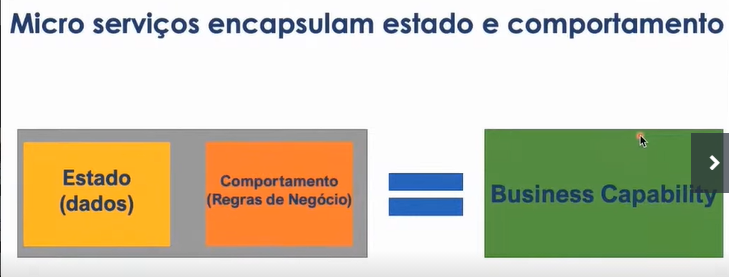 Micro serviços encapsulam estado e comportamento
Estado
(dados)
Comportamento
(Regras de Negócio)
Business Capability